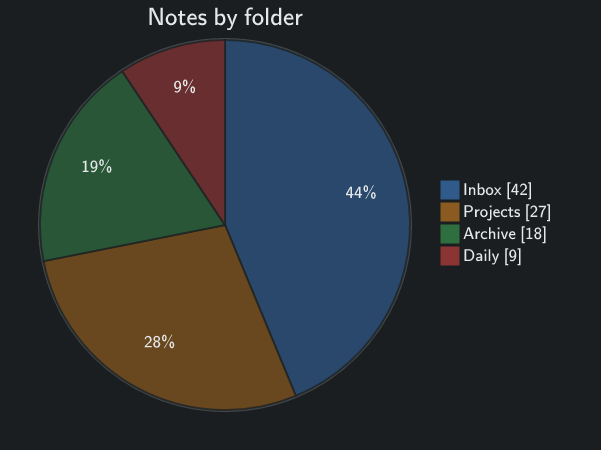 Notes by folder
9%
44%
19%
28%
Inbox [42]
Projects [27]
Archive [18]
Daily [9]